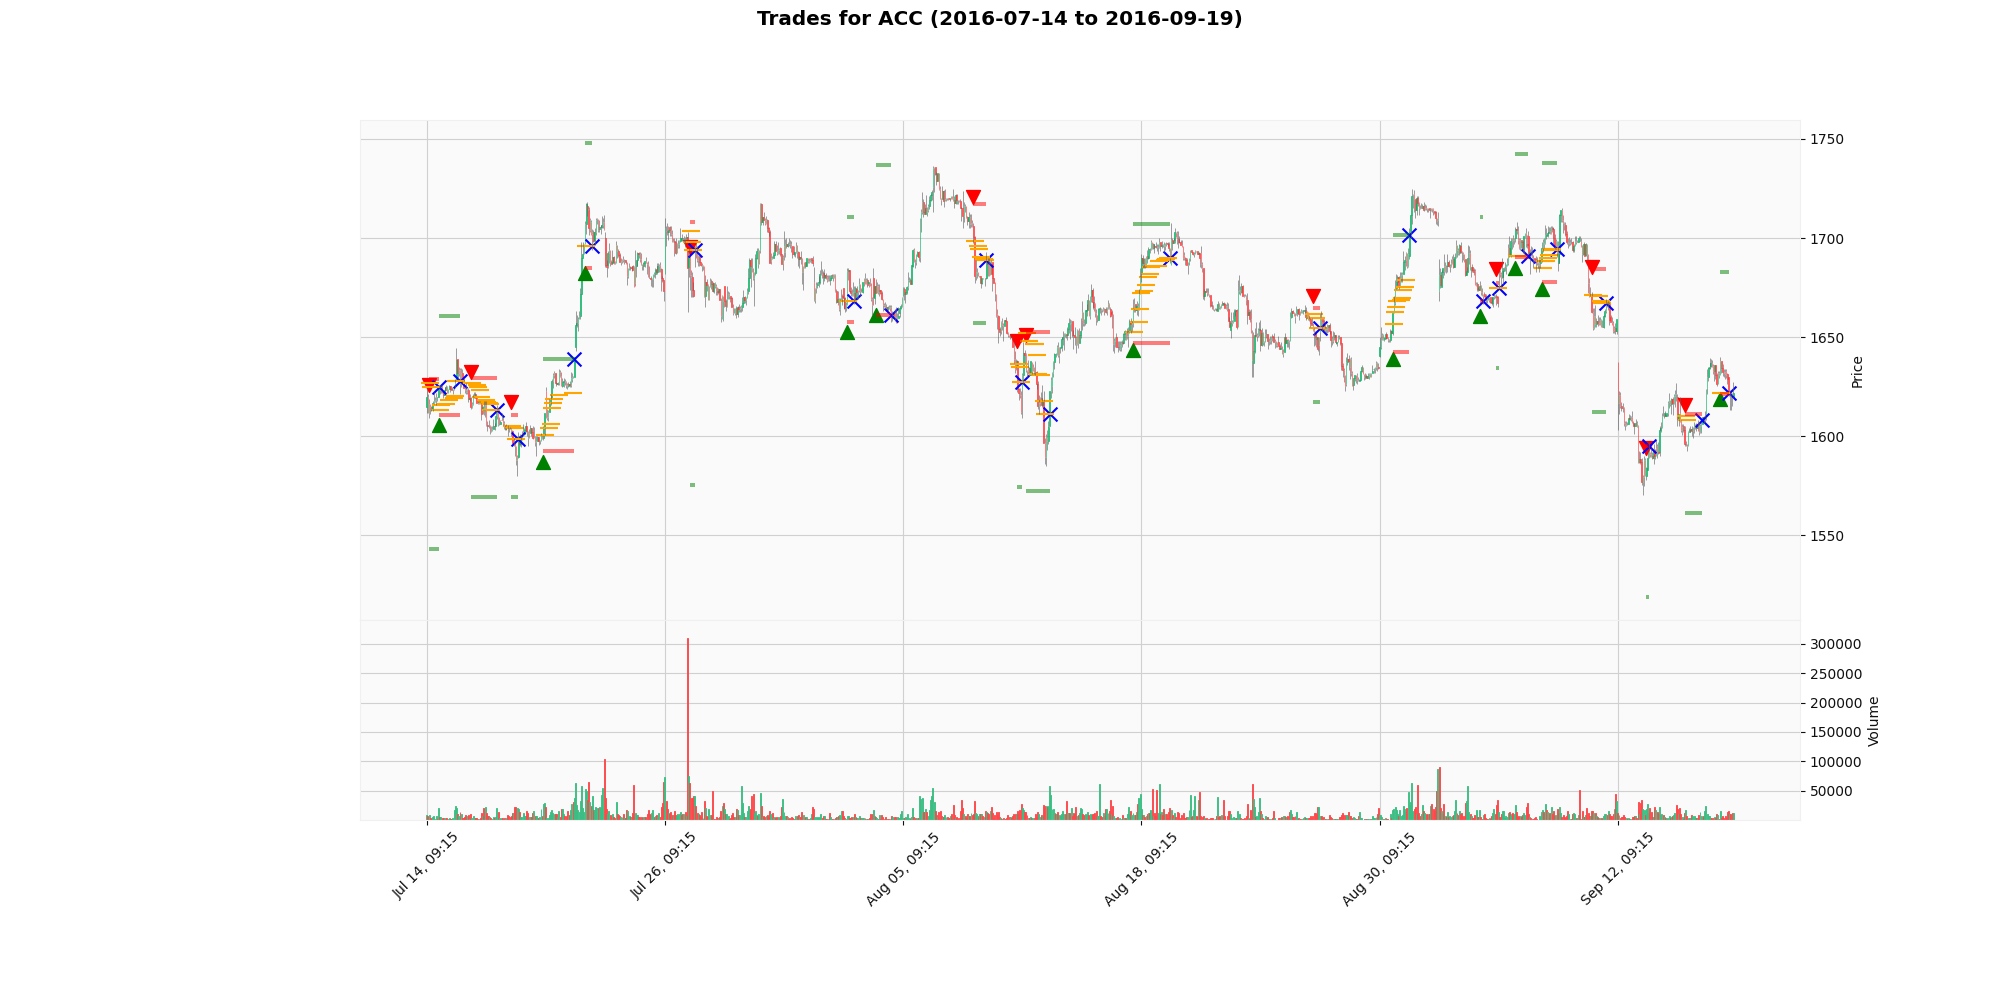 Trades for ACC (2016-07-14 to 2016-09-19)
1750
1700
1650
1600
1550
Price
300000
250000
200000
150000
100000
50000
Volume
Jul 14, 09:15
Jul 26, 09:15
Aug 05, 09:15
Aug 18, 09:15
Aug 30, 09:15
Sep 12, 09:15